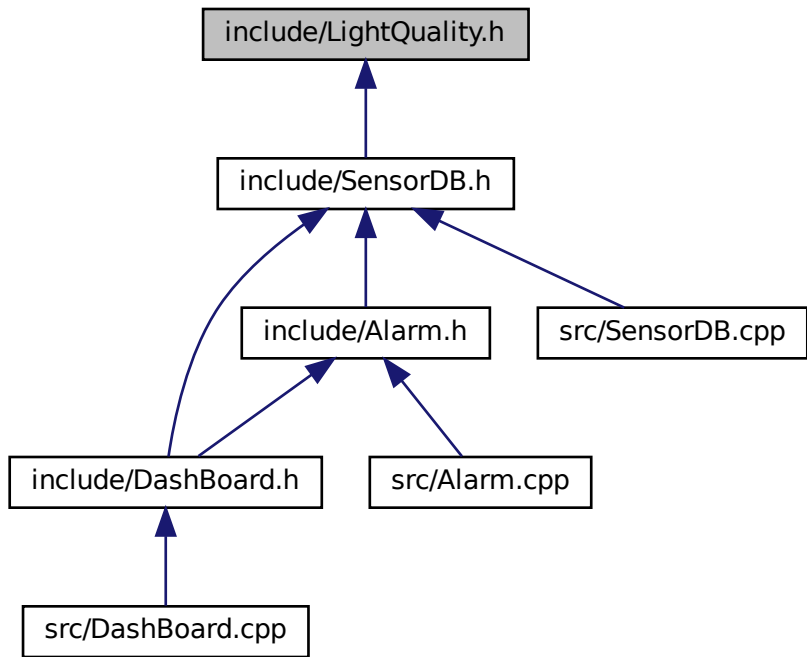 include/LightQuality.h
include/SensorDB.h
include/Alarm.h
src/SensorDB.cpp
include/DashBoard.h
src/Alarm.cpp
src/DashBoard.cpp